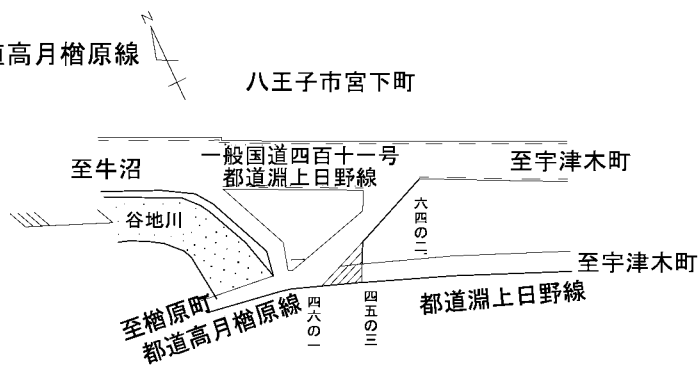 N
道高月楢原線
八王子市宮下町
一般国道四百十一号
都道淵上日野線
至牛沼
至宇津木町
谷地川
六四の二
至宇津木町
至楢原町
都道高月楢原線
四六の一
四五の三
都道淵上日野線